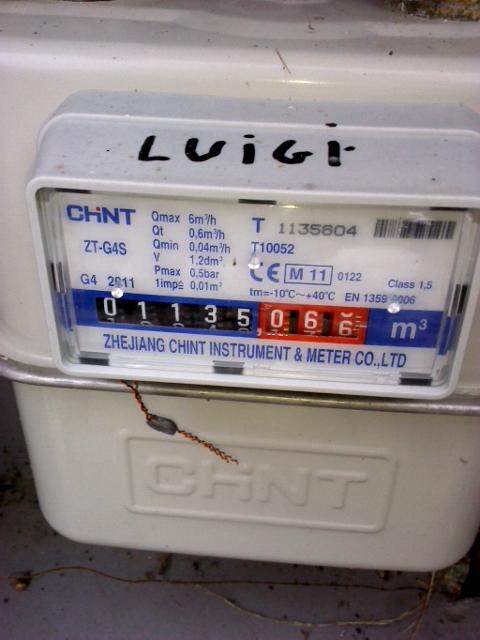 LUiGi
CHNT
Qmax 6m³/h
Qt 0,6m³/h
Qmin 0,04m³/h
V 1,2dm³
Pmax 0,5bar
1imp≙ 0,01m³
ZT-G4S
G4 2011
T 1135604
T10052
CE M 11 0122
Class 1,5
tm=-10°C~+40°C EN 1359:2006
01135,066 m³
ZHEJIANG CHINT INSTRUMENT & METER CO.,LTD
CHNT